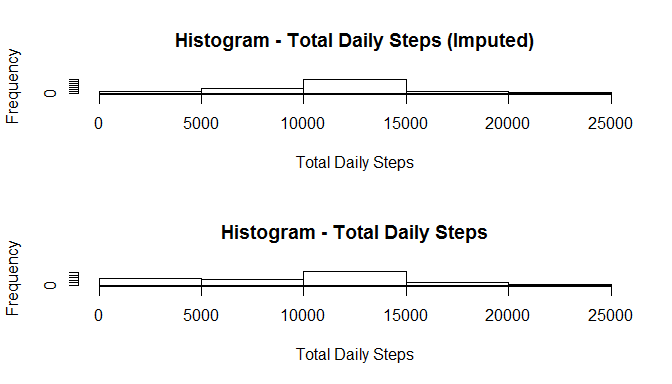 Histogram - Total Daily Steps (Imputed)
Frequency
0
0 5000 10000 15000 20000 25000
Total Daily Steps
Histogram - Total Daily Steps
Frequency
0
0 5000 10000 15000 20000 25000
Total Daily Steps